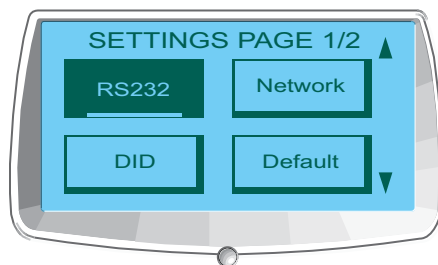 SETTINGS PAGE 1/2
RS232
Network
DID
Default